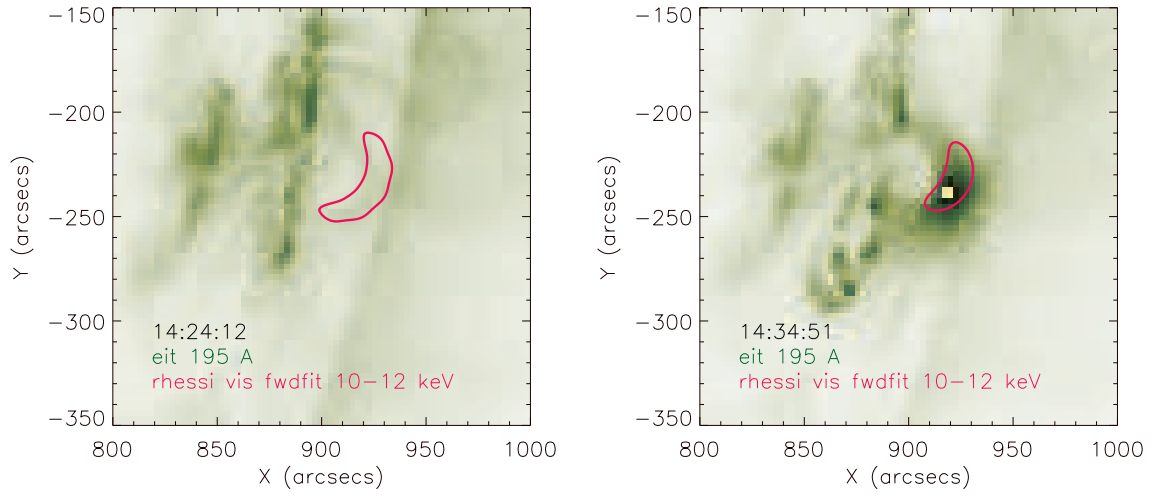 −150
−200
−250
−300
−350
Y (arcsecs)
14:24:12
eit 195 A
rhessi vis fwdfit 10−12 keV
800 850 900 950 1000
X (arcsecs)
−150
−200
−250
−300
−350
Y (arcsecs)
14:34:51
eit 195 A
rhessi vis fwdfit 10−12 keV
800 850 900 950 1000
X (arcsecs)